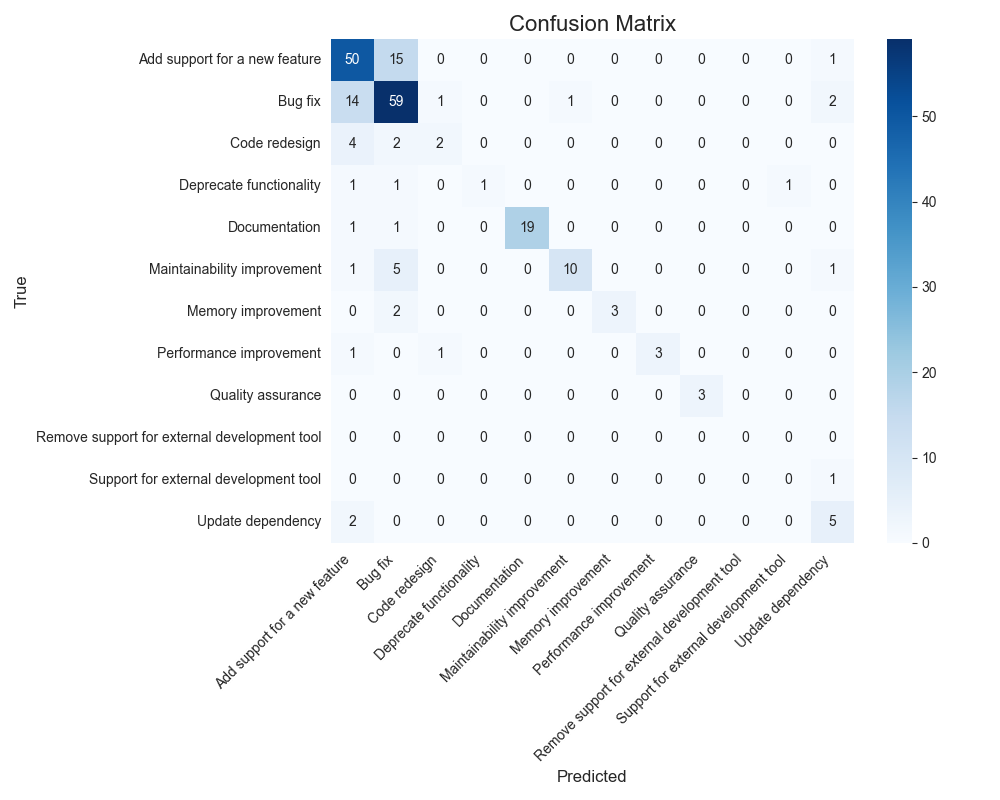 Confusion Matrix
Add support for a new feature 50 15 0 0 0 0 0 0 0 0 0 1
Bug fix 14 59 1 0 0 1 0 0 0 0 0 2
Code redesign 4 2 2 0 0 0 0 0 0 0 0 0
Deprecate functionality 1 1 0 1 0 0 0 0 0 0 1 0
Documentation 1 1 0 0 19 0 0 0 0 0 0 0
Maintainability improvement 1 5 0 0 0 10 0 0 0 0 0 1
Memory improvement 0 2 0 0 0 0 3 0 0 0 0 0
Performance improvement 1 0 1 0 0 0 0 3 0 0 0 0
Quality assurance 0 0 0 0 0 0 0 0 3 0 0 0
Remove support for external development tool 0 0 0 0 0 0 0 0 0 0 0 0
Support for external development tool 0 0 0 0 0 0 0 0 0 0 0 1
Update dependency 2 0 0 0 0 0 0 0 0 0 0 5
True
Add support for a new feature
Bug fix
Code redesign
Deprecate functionality
Documentation
Maintainability improvement
Memory improvement
Performance improvement
Quality assurance
Remove support for external development tool
Support for external development tool
Update dependency
Predicted
50
40
30
20
10
0